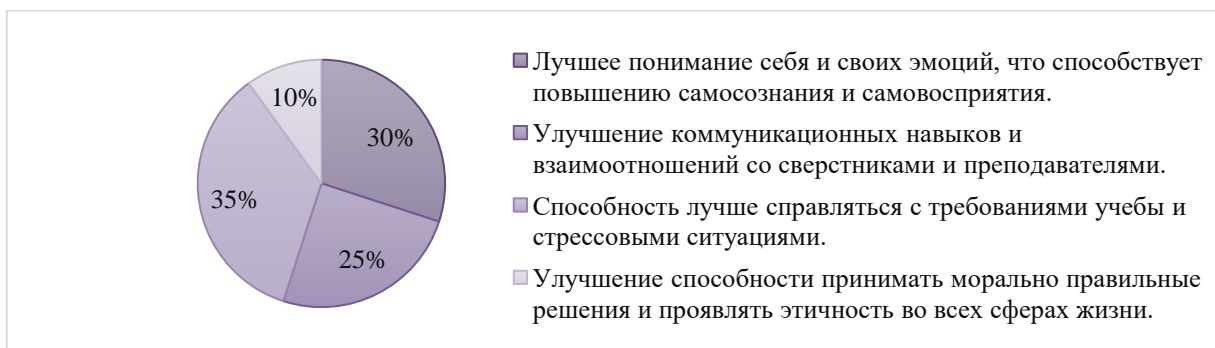 10%
30%
35%
25%
Лучшее понимание себя и своих эмоций, что способствует
повышению самосознания и самовосприятия.
Улучшение коммуникационных навыков и
взаимоотношений со сверстниками и преподавателями.
Способность лучше справляться с требованиями учебы и
стрессовыми ситуациями.
Улучшение способности принимать морально правильные
решения и проявлять этичность во всех сферах жизни.